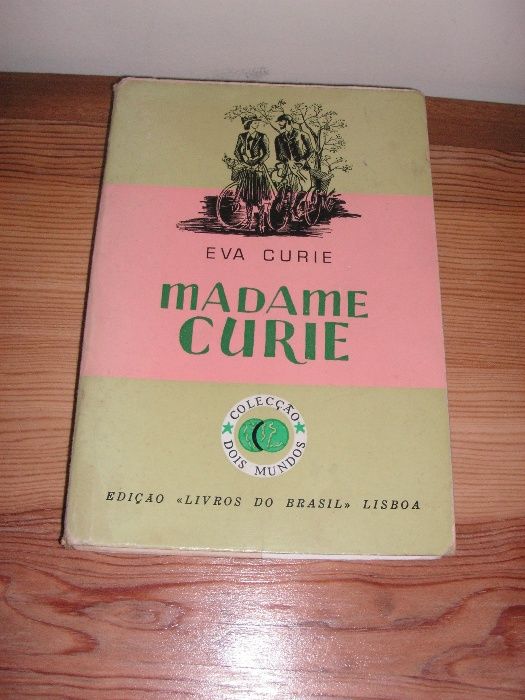 EVA CURIE
MADAME
CURIE
COLECÇÃO
DOIS MUNDOS
EDIÇÃO «LIVROS DO BRASIL» LISBOA